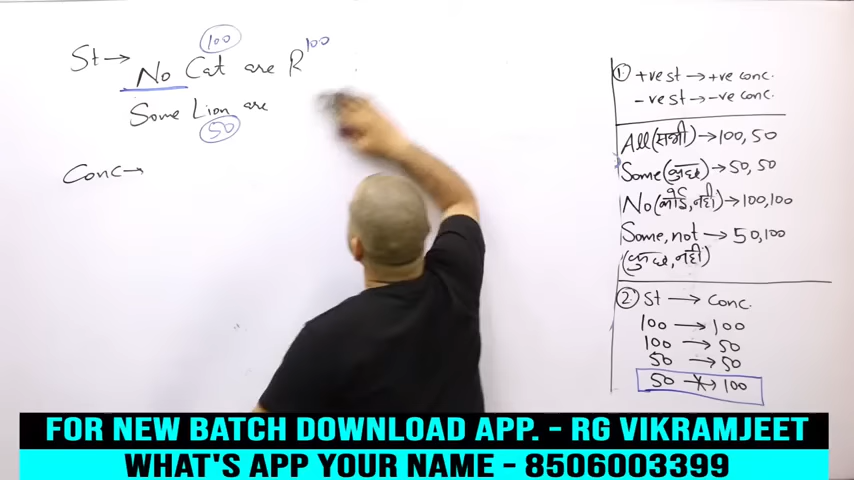 100
St → No Cat are R 100
Some Lion are
50
Conc →
① +ve st → +ve conc.
-ve st → -ve conc.
All (सभी) → 100, 50
Some (कुछ) → 50, 50
No (कोई, नहीं) → 100, 100
Some, not → 50, 100
(कुछ, नहीं)
② St → Conc.
100 → 100
100 → 50
50 → 50
50 ↛ 100
FOR NEW BATCH DOWNLOAD APP. - RG VIKRAMJEET
WHAT'S APP YOUR NAME - 8506003399